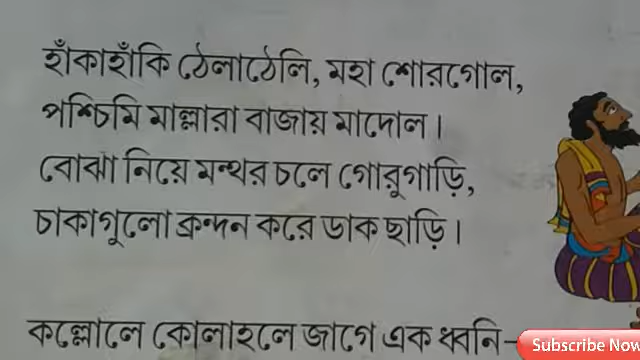 হাঁকাহাঁকি ঠেলাঠেলি, মহা শোরগোল,
পশ্চিমি মাল্লারা বাজায় মাদোল।
বোঝা নিয়ে মন্থর চলে গোরুগাড়ি,
চাকাগুলো ক্রন্দন করে ডাক ছাড়ি।
কল্লোলে কোলাহলে জাগে এক ধ্বনি–
Subscribe Now